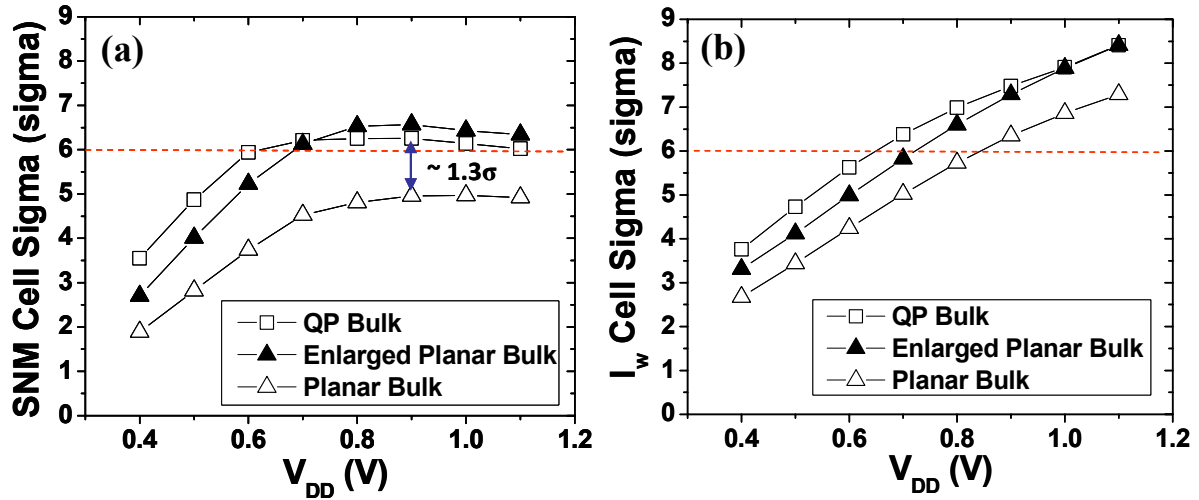 (a)
SNM Cell Sigma (sigma)
9
8
7
6
5
4
3
2
1
0
~ 1.3σ
QP Bulk
Enlarged Planar Bulk
Planar Bulk
0.4 0.6 0.8 1.0 1.2
V_DD (V)
(b)
I_w Cell Sigma (sigma)
9
8
7
6
5
4
3
2
1
0
QP Bulk
Enlarged Planar Bulk
Planar Bulk
0.4 0.6 0.8 1.0 1.2
V_DD (V)